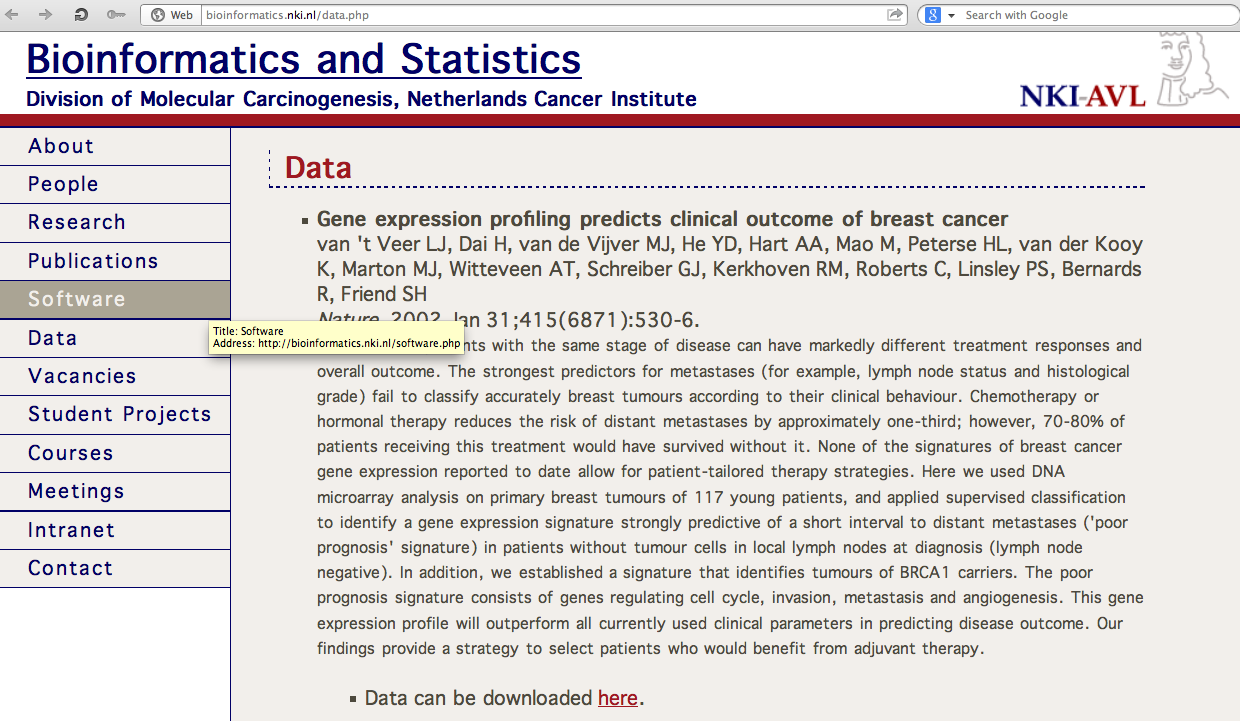 Web
bioinformatics.nki.nl/data.php
8
Search with Google
Bioinformatics and Statistics
Division of Molecular Carcinogenesis, Netherlands Cancer Institute
NKI-AVL
About
People
Research
Publications
Software
Data
Vacancies
Student Projects
Courses
Meetings
Intranet
Contact
Title: Software
Address: http://bioinformatics.nki.nl/software.php
Data
Gene expression profiling predicts clinical outcome of breast cancer
van 't Veer LJ, Dai H, van de Vijver MJ, He YD, Hart AA, Mao M, Peterse HL, van der Kooy
K, Marton MJ, Witteveen AT, Schreiber GJ, Kerkhoven RM, Roberts C, Linsley PS, Bernards
R, Friend SH
Nature. 2002 Jan 31;415(6871):530-6.
with the same stage of disease can have markedly different treatment responses and
overall outcome. The strongest predictors for metastases (for example, lymph node status and histological
grade) fail to classify accurately breast tumours according to their clinical behaviour. Chemotherapy or
hormonal therapy reduces the risk of distant metastases by approximately one-third; however, 70-80% of
patients receiving this treatment would have survived without it. None of the signatures of breast cancer
gene expression reported to date allow for patient-tailored therapy strategies. Here we used DNA
microarray analysis on primary breast tumours of 117 young patients, and applied supervised classification
to identify a gene expression signature strongly predictive of a short interval to distant metastases ('poor
prognosis' signature) in patients without tumour cells in local lymph nodes at diagnosis (lymph node
negative). In addition, we established a signature that identifies tumours of BRCA1 carriers. The poor
prognosis signature consists of genes regulating cell cycle, invasion, metastasis and angiogenesis. This gene
expression profile will outperform all currently used clinical parameters in predicting disease outcome. Our
findings provide a strategy to select patients who would benefit from adjuvant therapy.
Data can be downloaded here.